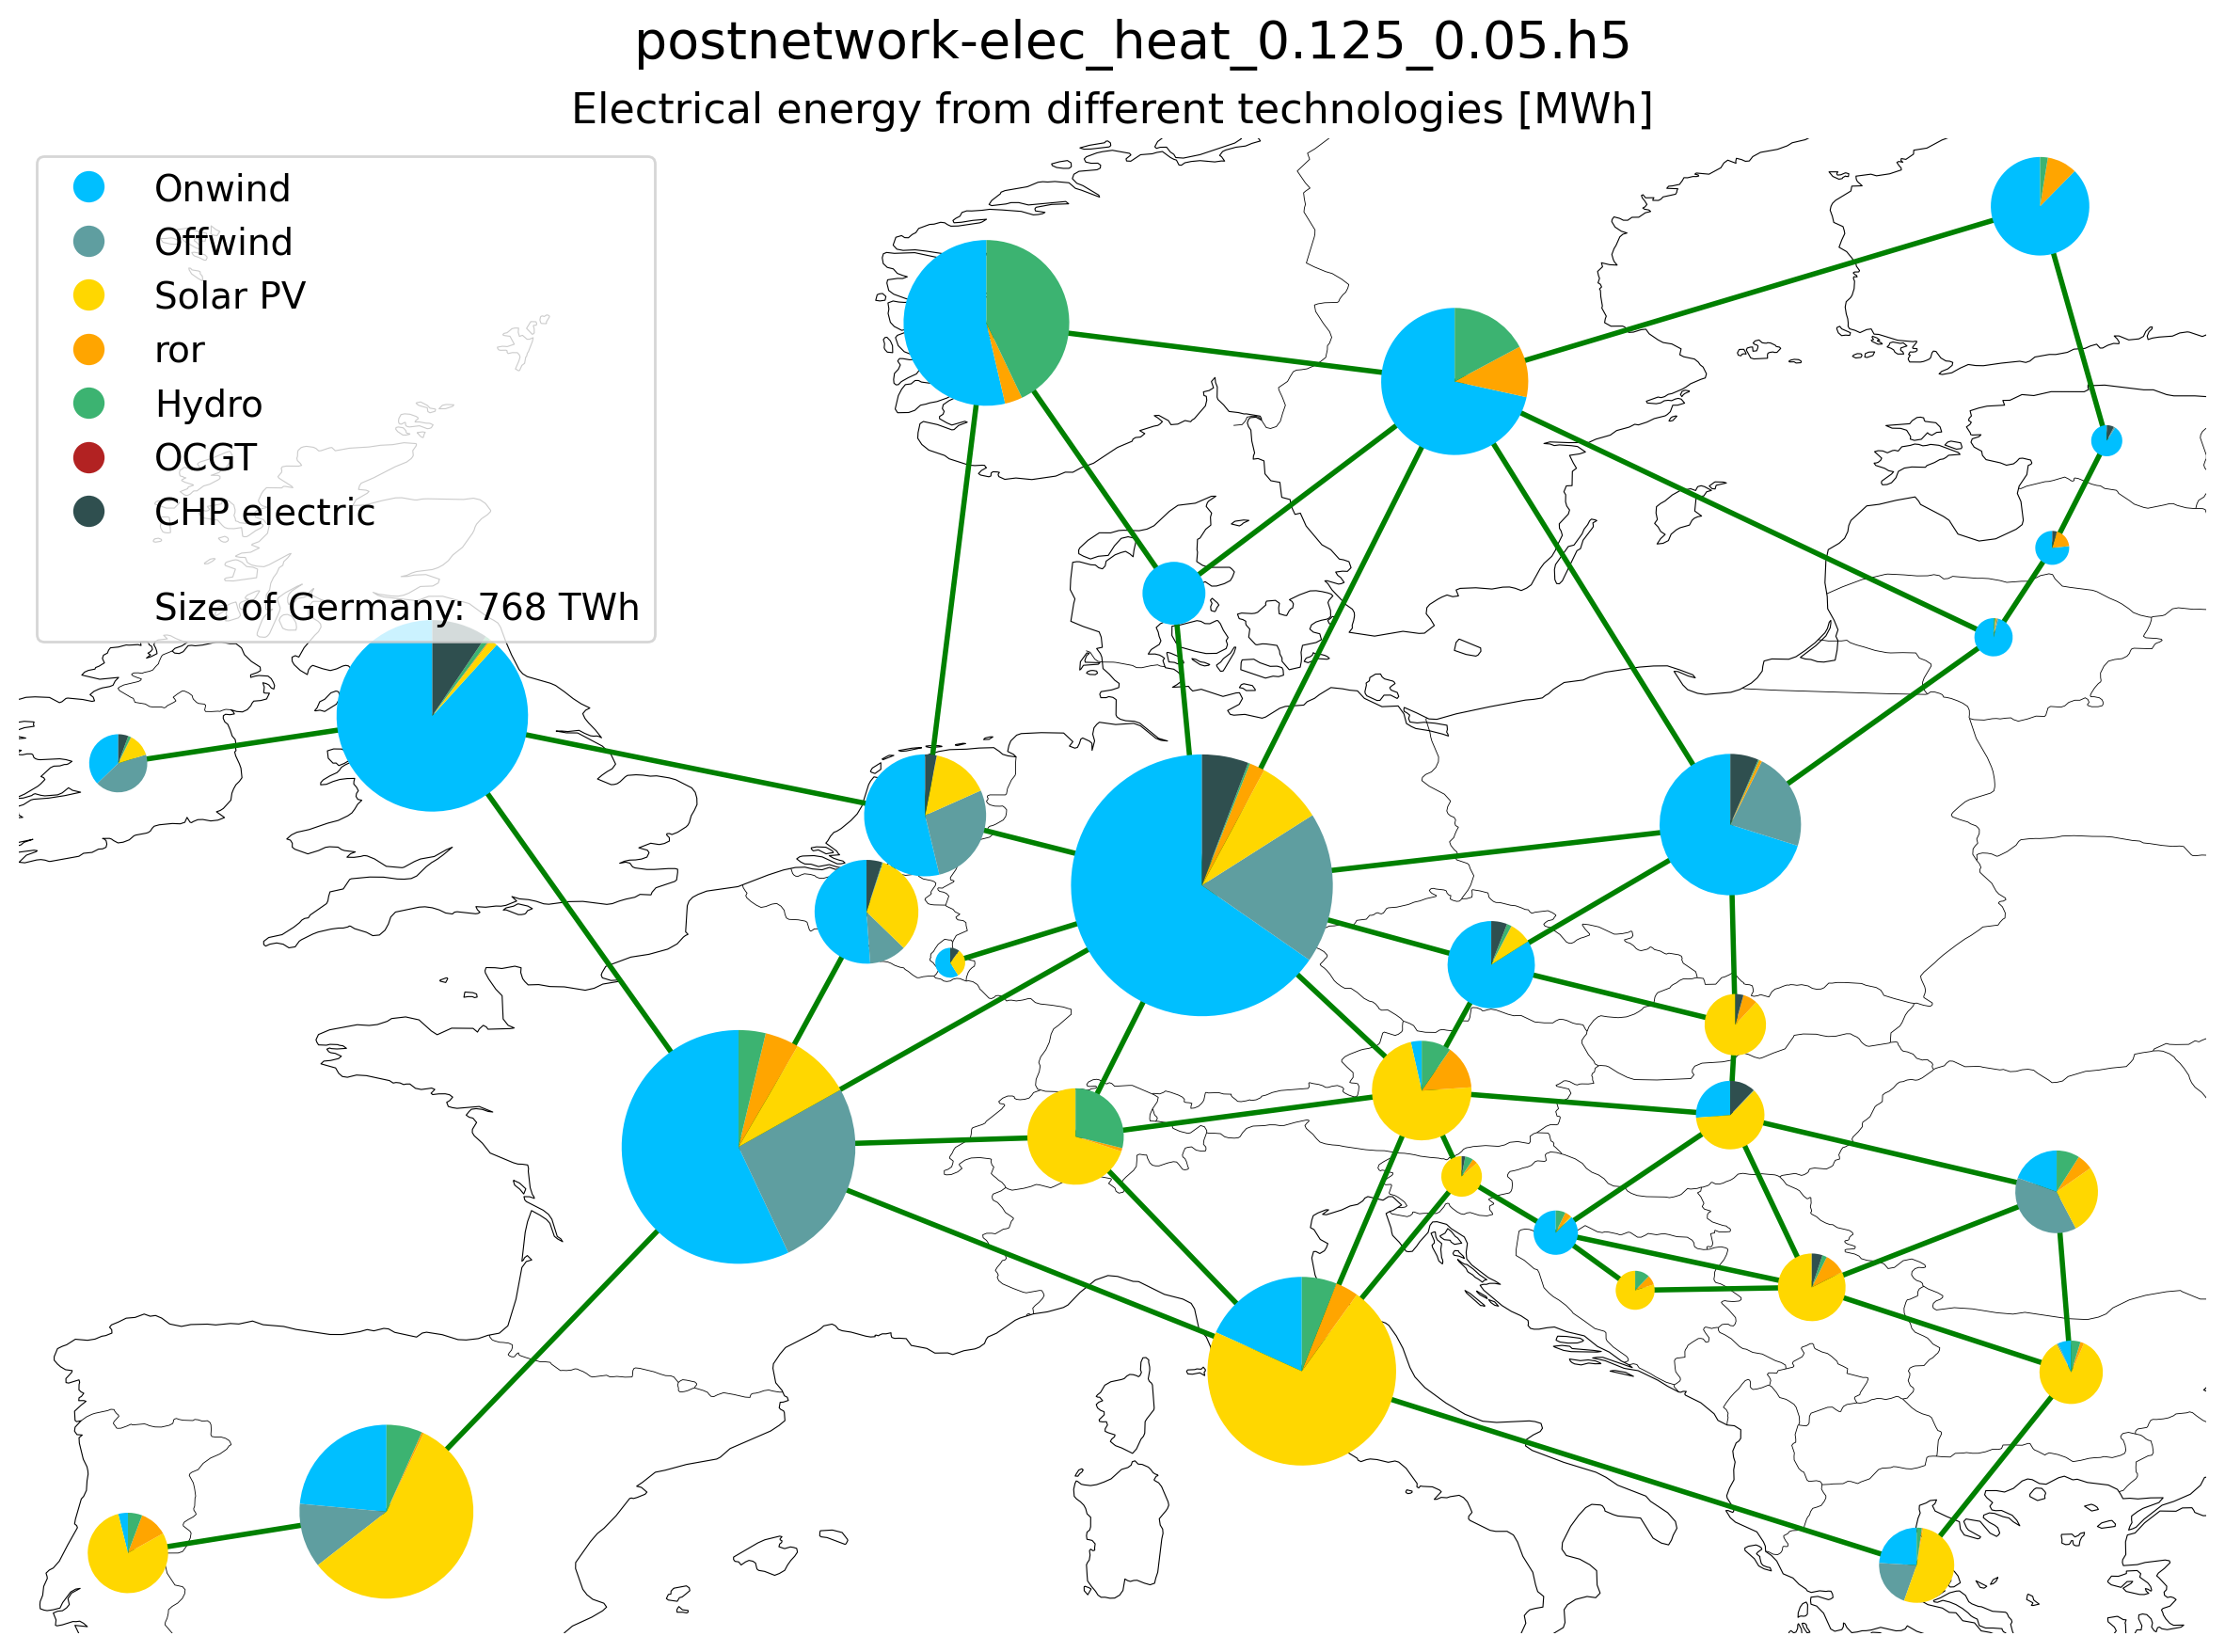 postnetwork-elec_heat_0.125_0.05.h5
Electrical energy from different technologies [MWh]
Onwind
Offwind
Solar PV
ror
Hydro
OCGT
CHP electric
Size of Germany: 768 TWh